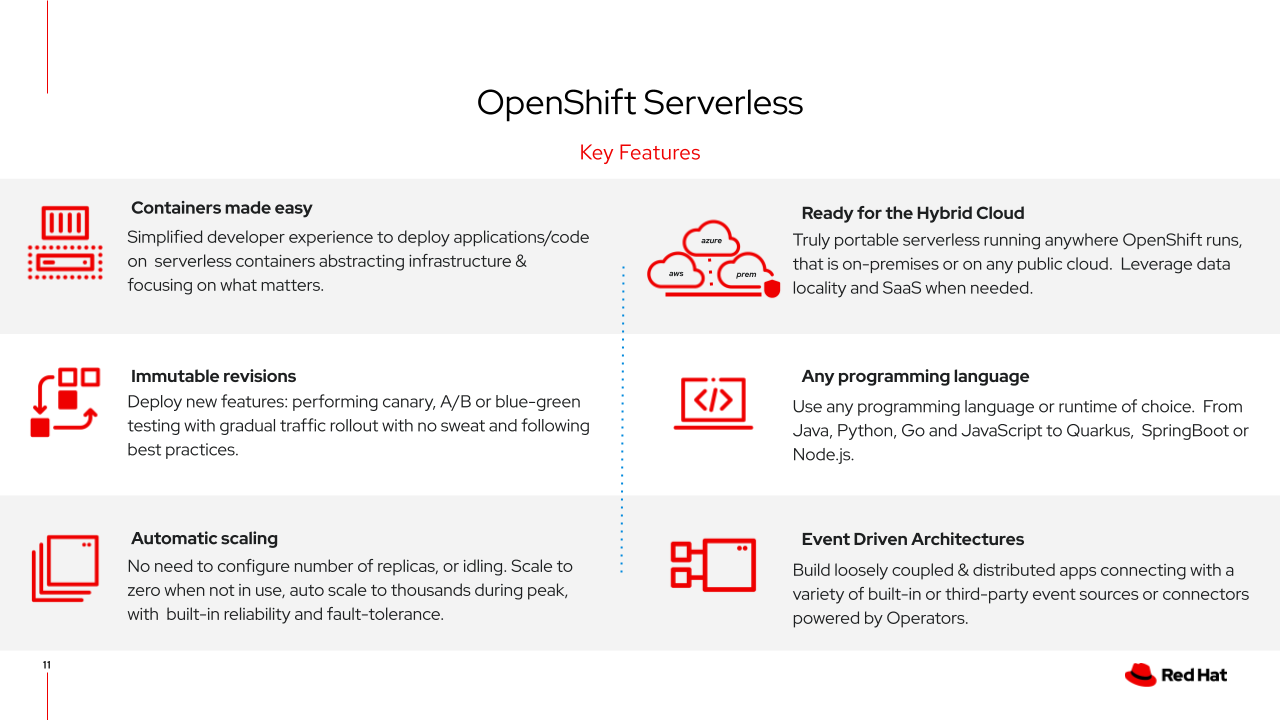 OpenShift Serverless
Key Features
Containers made easy
Simplified developer experience to deploy applications/code
on  serverless containers abstracting infrastructure &
focusing on what matters.
azure
aws
prem
Ready for the Hybrid Cloud
Truly portable serverless running anywhere OpenShift runs,
that is on-premises or on any public cloud.  Leverage data
locality and SaaS when needed.
Immutable revisions
Deploy new features: performing canary, A/B or blue-green
testing with gradual traffic rollout with no sweat and following
best practices.
Any programming language
Use any programming language or runtime of choice.  From
Java, Python, Go and JavaScript to Quarkus,  SpringBoot or
Node.js.
Automatic scaling
No need to configure number of replicas, or idling. Scale to
zero when not in use, auto scale to thousands during peak,
with  built-in reliability and fault-tolerance.
Event Driven Architectures
Build loosely coupled & distributed apps connecting with a
variety of built-in or third-party event sources or connectors
powered by Operators.
11
Red Hat